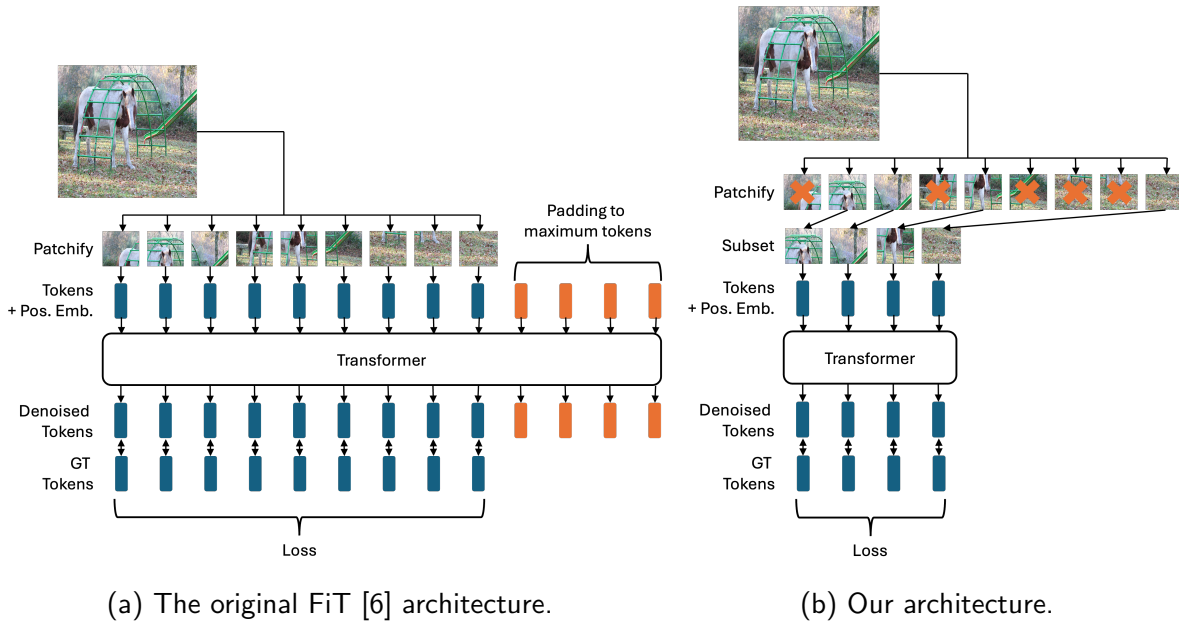 Padding to
maximum tokens
Patchify
Tokens
+ Pos. Emb.
Transformer
Denoised
Tokens
GT
Tokens
Loss
(a) The original FiT [6] architecture.
Patchify
Subset
Tokens
+ Pos. Emb.
Transformer
Denoised
Tokens
GT
Tokens
Loss
(b) Our architecture.